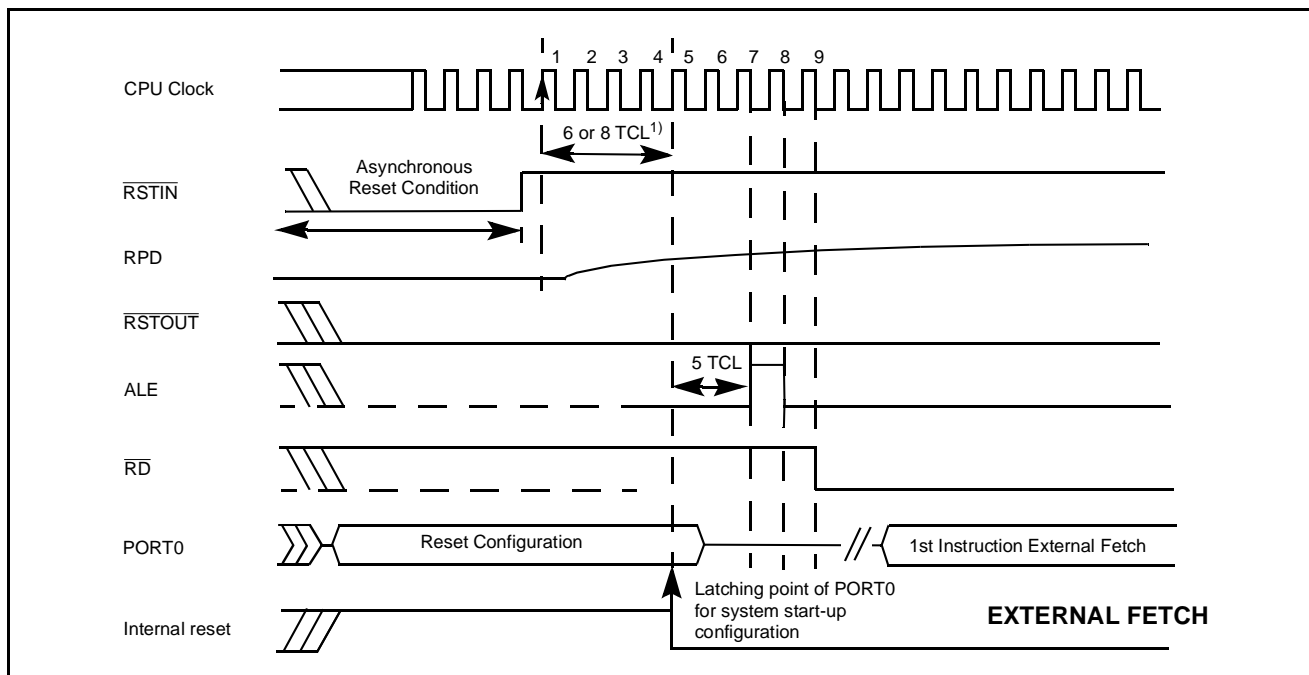 1 2 3 4 5 6 7 8 9
CPU Clock
6 or 8 TCL1)
Asynchronous
Reset Condition
RSTIN
RPD
RSTOUT
5 TCL
ALE
RD
PORT0
Reset Configuration
1st Instruction External Fetch
Latching point of PORT0
for system start-up
configuration
EXTERNAL FETCH
Internal reset